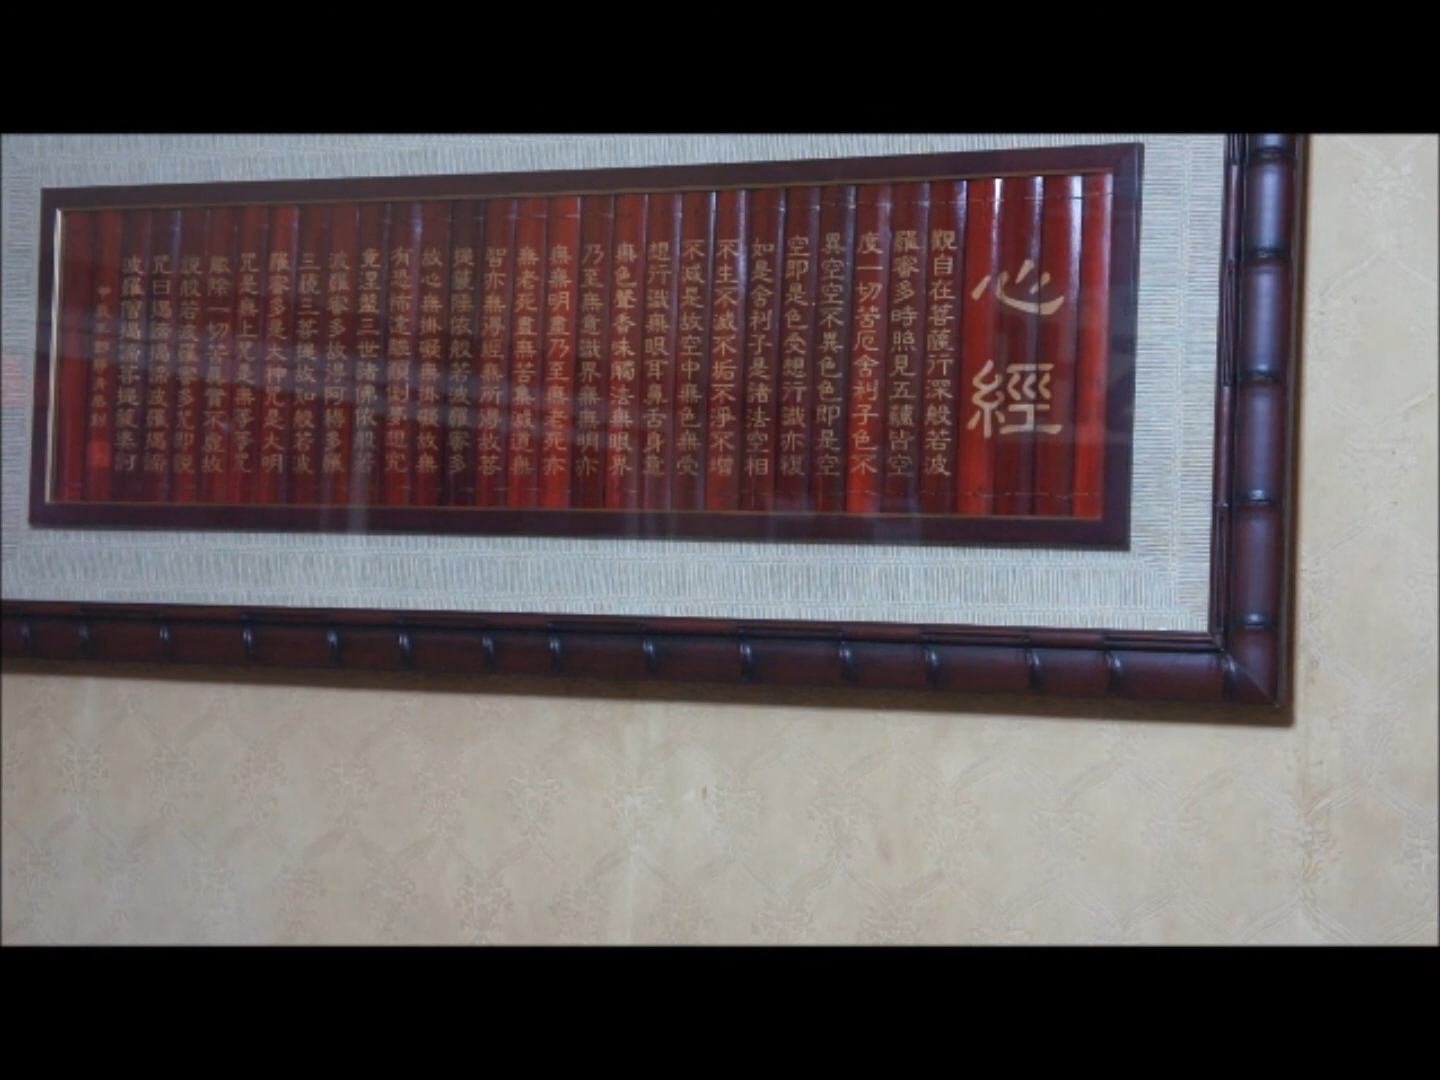 心經
觀自在菩薩行深般若波
羅蜜多時照見五蘊皆空
度一切苦厄舍利子色不
異空空不異色色即是空
空即是色受想行識亦複
如是舍利子是諸法空相
不生不滅不垢不淨不增
不減是故空中無色無受
想行識無眼耳鼻舌身意
無色聲香味觸法無眼界
乃至無意識界無無明亦
無無明盡乃至無老死亦
無老死盡無苦集滅道無
智亦無得經無所得故菩
提薩陲依般若波羅蜜多
故心無掛礙無掛礙故無
有恐怖遠離顛倒夢想究
竟涅盤三世諸佛依般若
波羅蜜多故得阿耨多羅
三藐三菩提故知般若波
羅蜜多是大神咒是大明
咒是無上咒是無等等咒
能除一切苦真實不虛故
說般若波羅蜜多咒即說
咒曰揭諦揭諦波羅揭諦
波羅僧揭諦菩提薩婆訶